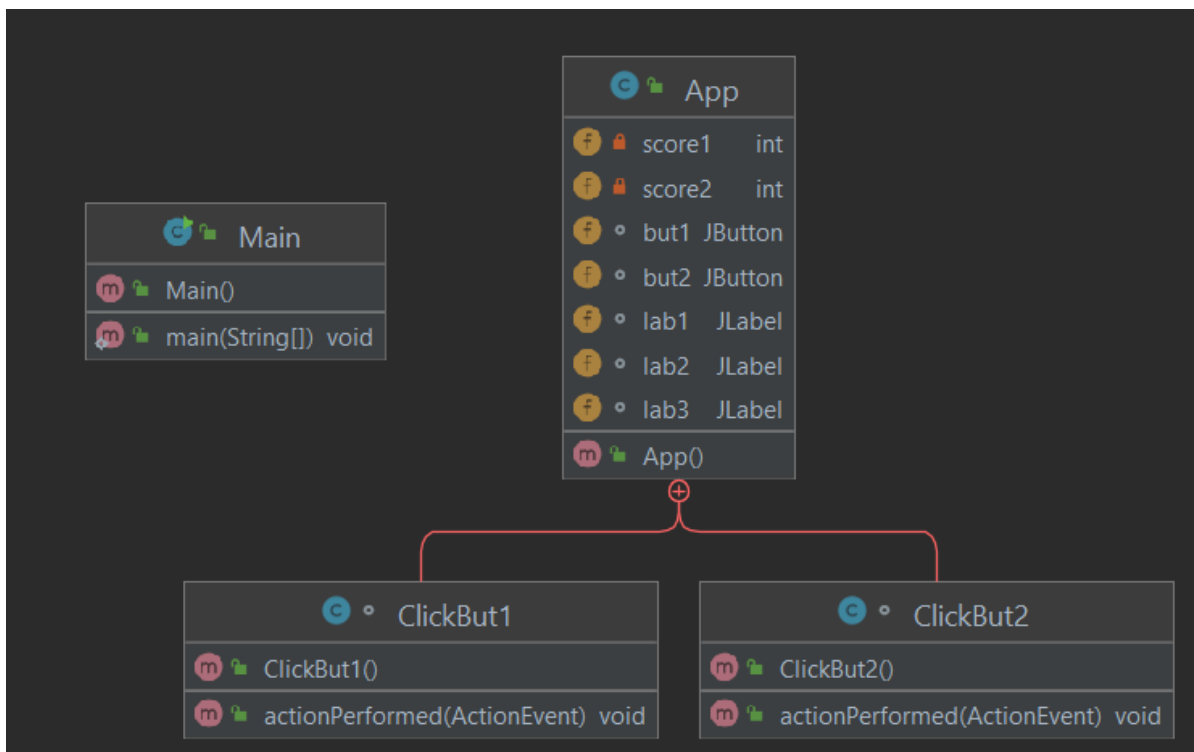 App
score1 int
score2 int
but1 JButton
but2 JButton
lab1 JLabel
lab2 JLabel
lab3 JLabel
App()
Main
Main()
main(String[]) void
ClickBut1
ClickBut1()
actionPerformed(ActionEvent) void
ClickBut2
ClickBut2()
actionPerformed(ActionEvent) void